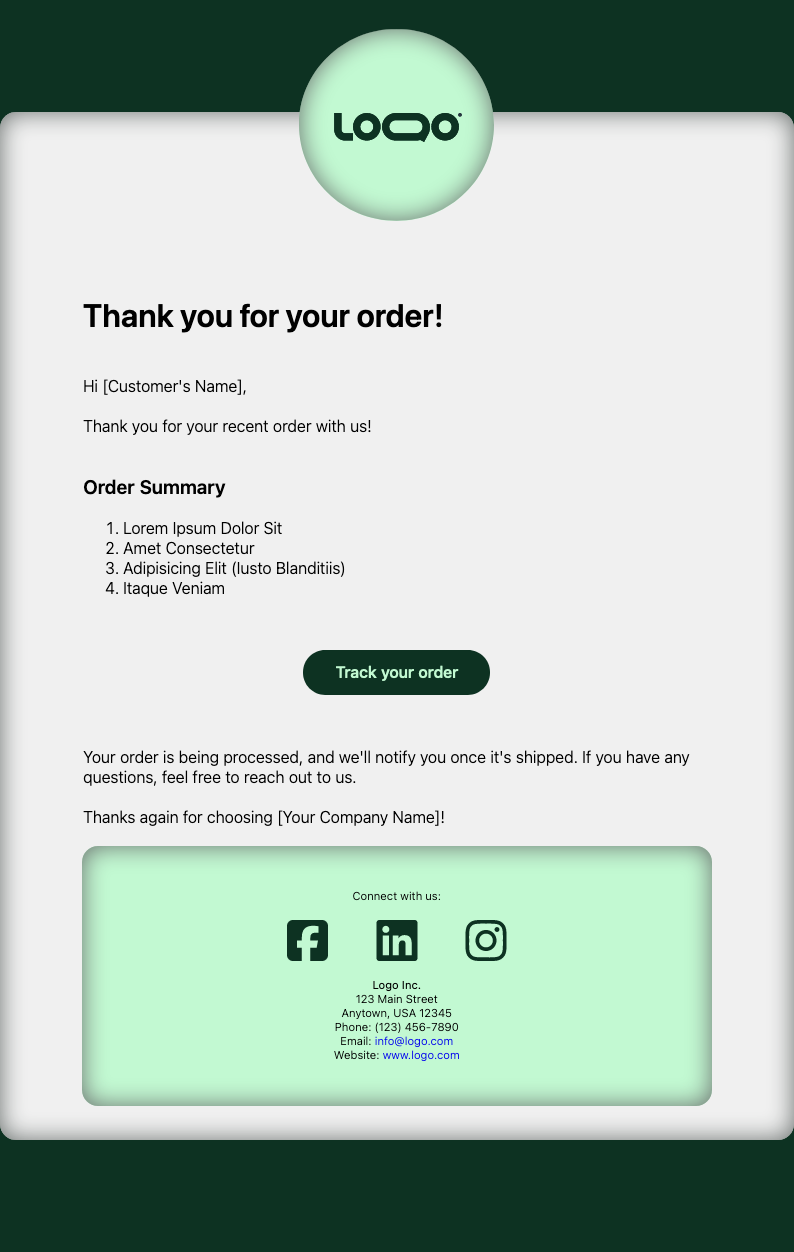 LOGO
Thank you for your order!
Hi [Customer's Name],
Thank you for your recent order with us!
Order Summary
1. Lorem Ipsum Dolor Sit
2. Amet Consectetur
3. Adipisicing Elit (Iusto Blanditiis)
4. Itaque Veniam
Track your order
Your order is being processed, and we'll notify you once it's shipped. If you have any
questions, feel free to reach out to us.
Thanks again for choosing [Your Company Name]!
Connect with us:
Logo Inc.
123 Main Street
Anytown, USA 12345
Phone: (123) 456-7890
Email: info@logo.com
Website: www.logo.com